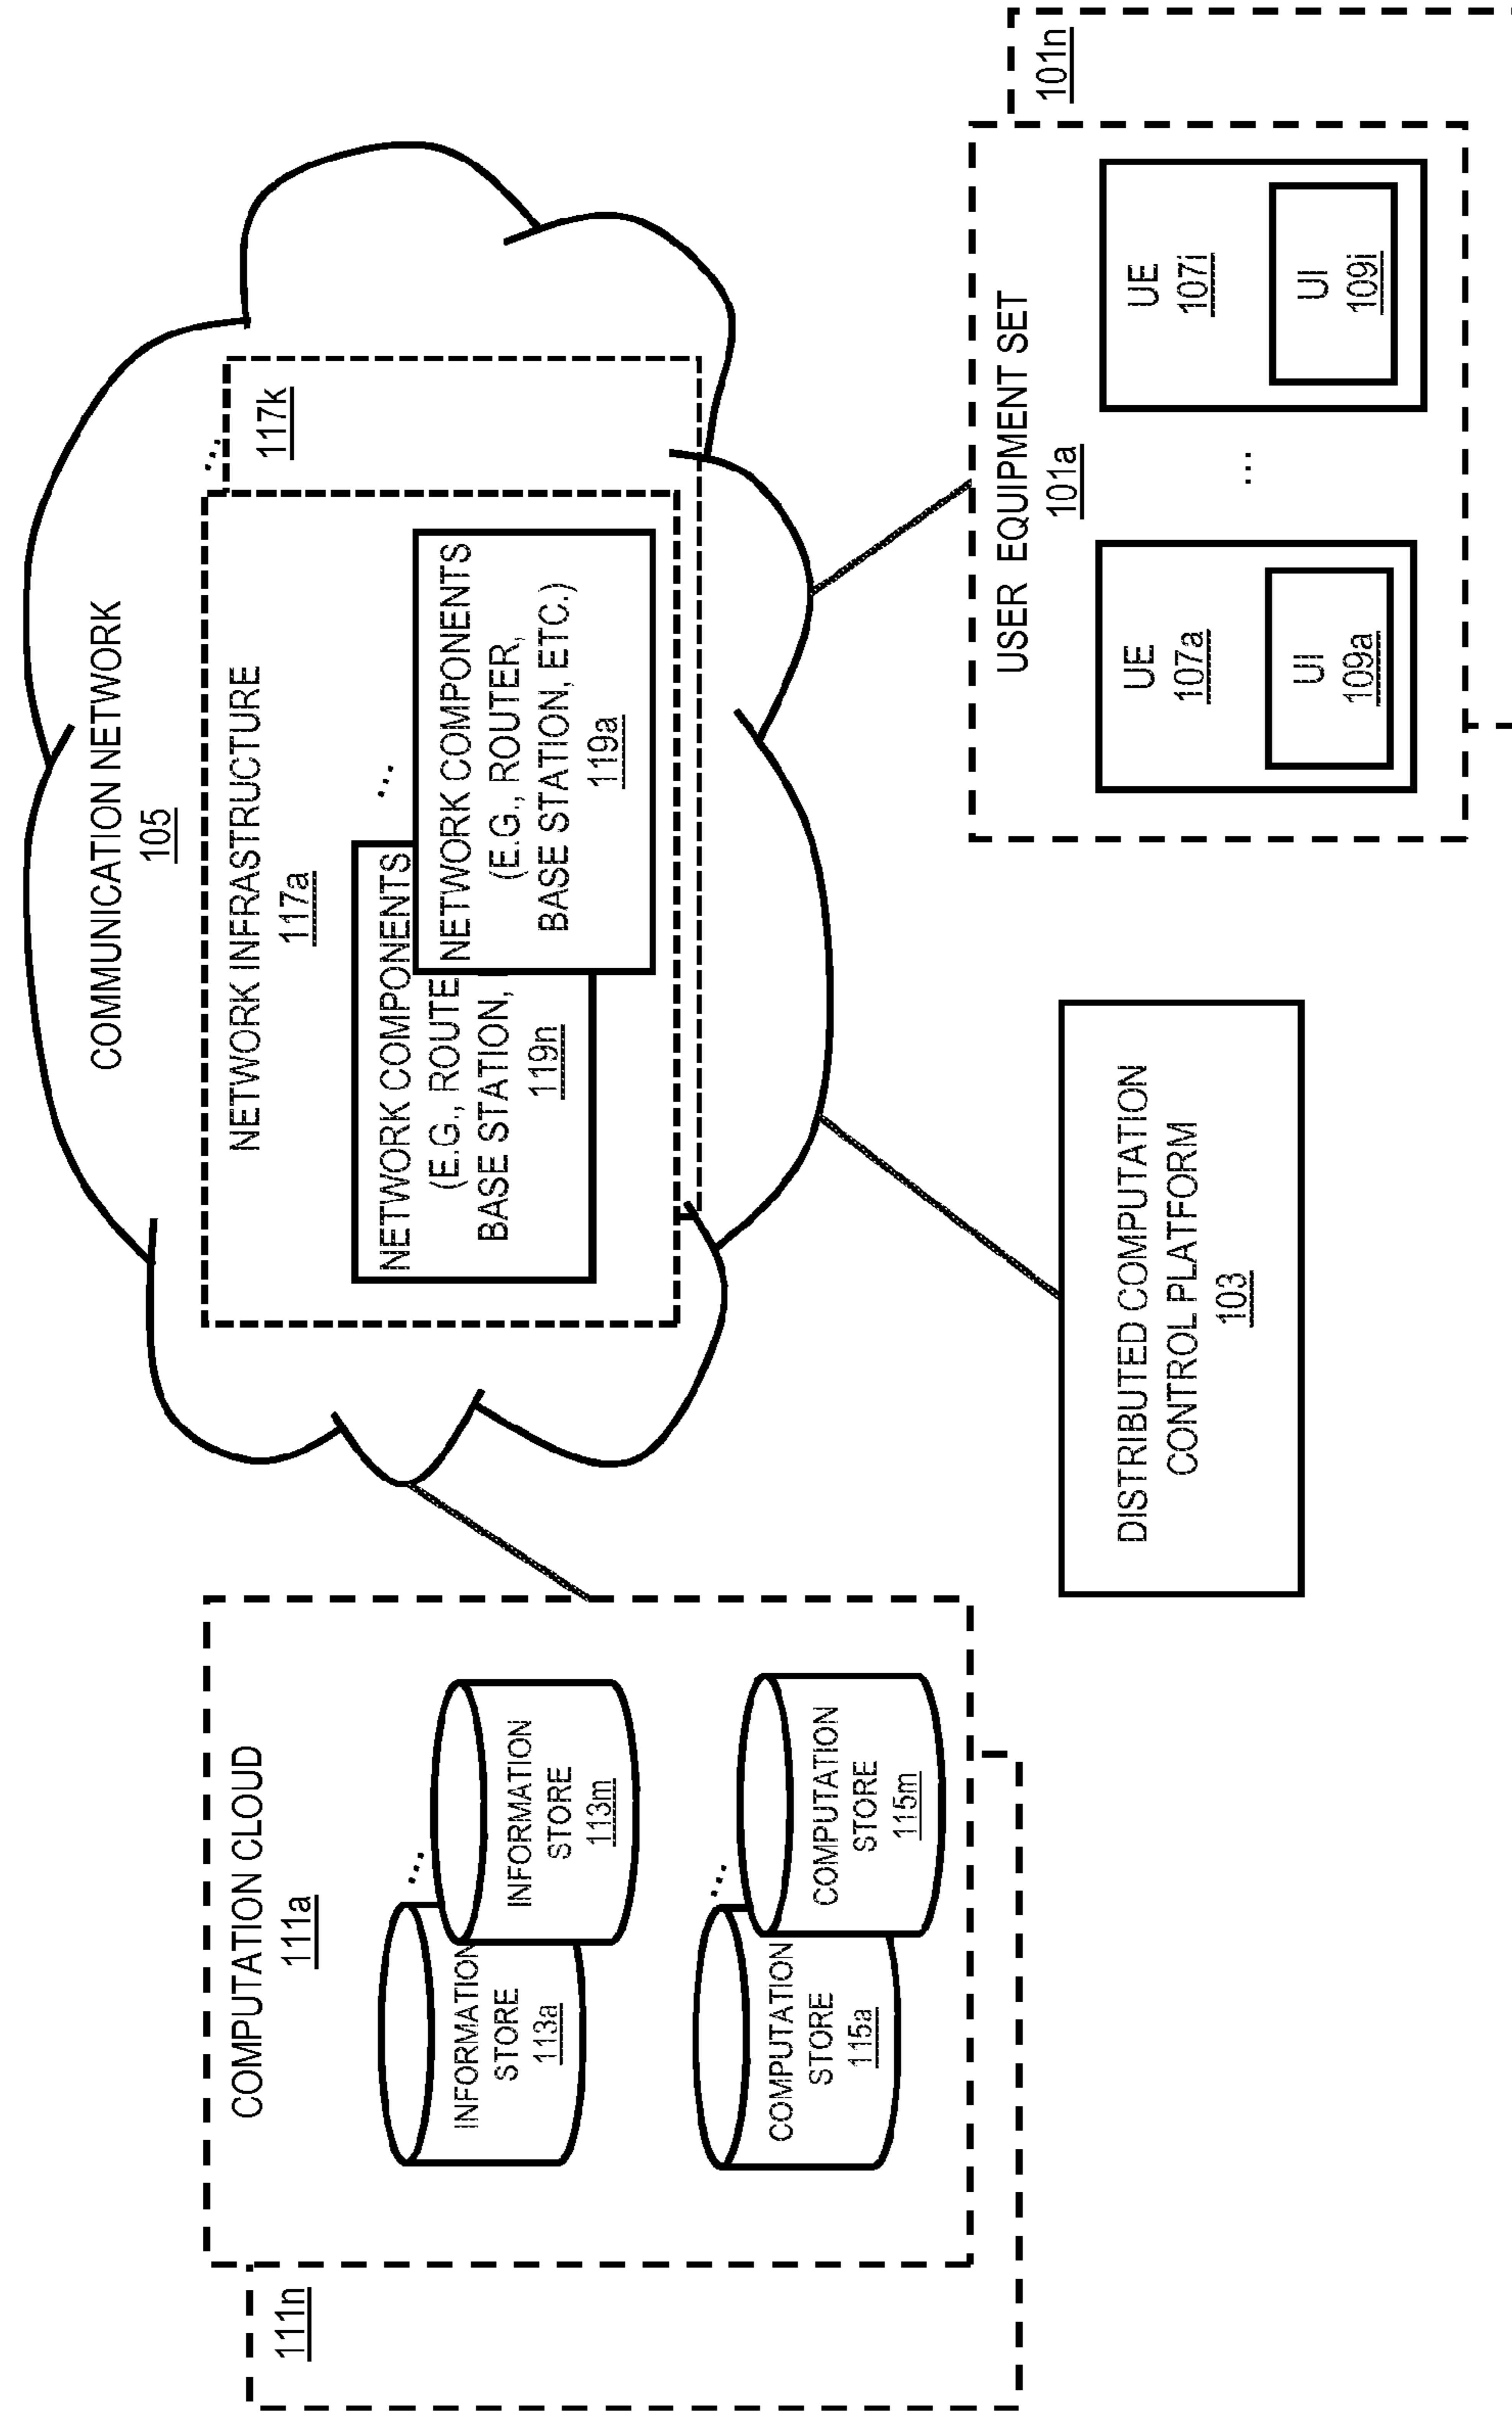 COMPUTATION CLOUD
111a
INFORMATION
STORE
113a
...
INFORMATION
STORE
113m
COMPUTATION
STORE
115a
...
COMPUTATION
STORE
115m
111n
COMMUNICATION NETWORK
105
NETWORK INFRASTRUCTURE
117a
NETWORK COMPONENTS
(E.G., ROUTE
BASE STATION,
119n
...
NETWORK COMPONENTS
(E.G., ROUTER,
BASE STATION, ETC.)
119a
...
117k
DISTRIBUTED COMPUTATION
CONTROL PLATFORM
103
USER EQUIPMENT SET
101a
UE
107a
UI
109a
...
UE
107i
UI
109i
101n